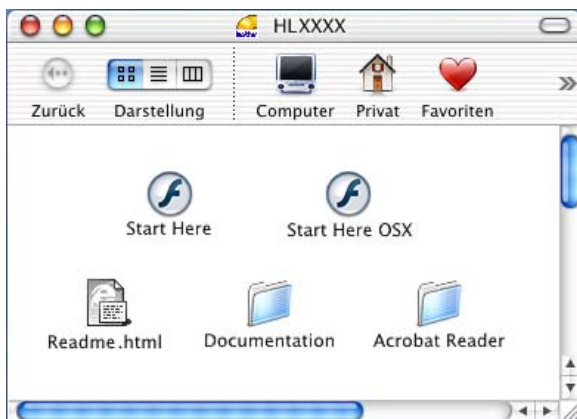 HLXXXX
Zurück Darstellung Computer Privat Favoriten
Start Here Start Here OSX
Readme.html Documentation Acrobat Reader